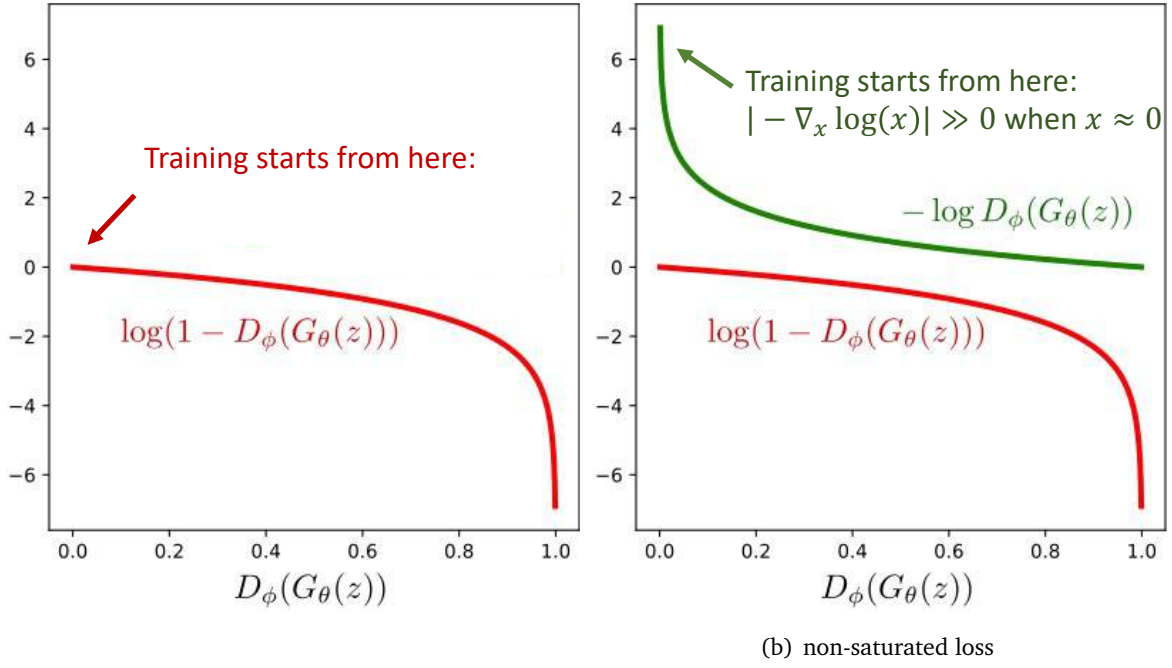 6
4
2
0
−2
−4
−6
Training starts from here:
log(1 − D_ϕ(G_θ(z)))
0.0 0.2 0.4 0.6 0.8 1.0
D_ϕ(G_θ(z))
6
4
2
0
−2
−4
−6
Training starts from here:
| − ∇_x log(x)| ≫ 0 when x ≈ 0
− log D_ϕ(G_θ(z))
log(1 − D_ϕ(G_θ(z)))
0.0 0.2 0.4 0.6 0.8 1.0
D_ϕ(G_θ(z))
(b) non-saturated loss